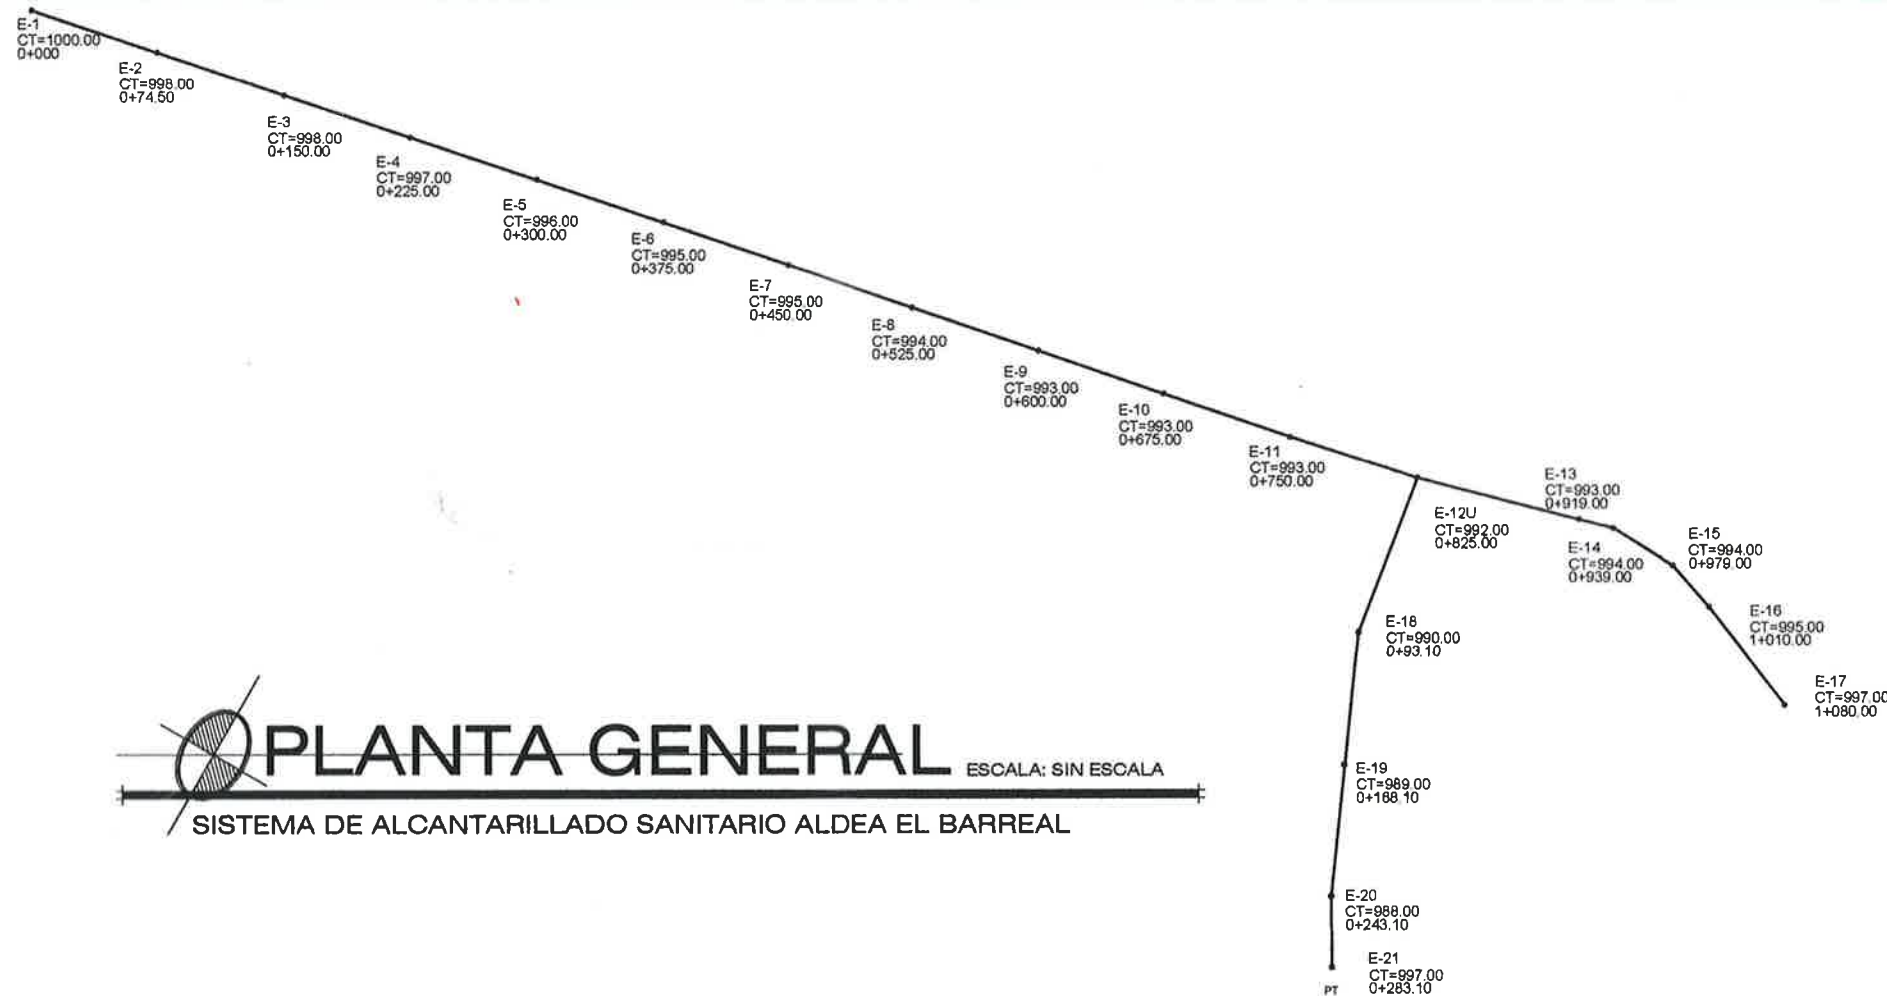 E-1
CT=1000.00
0+000
E-2
CT=998.00
0+74.50
E-3
CT=998.00
0+150.00
E-4
CT=997.00
0+225.00
E-5
CT=996.00
0+300.00
E-6
CT=995.00
0+375.00
E-7
CT=995.00
0+450.00
E-8
CT=994.00
0+525.00
E-9
CT=993.00
0+600.00
E-10
CT=993.00
0+675.00
E-11
CT=993.00
0+750.00
E-12U
CT=992.00
0+825.00
E-13
CT=993.00
0+919.00
E-14
CT=994.00
0+939.00
E-15
CT=994.00
0+979.00
E-16
CT=995.00
1+010.00
E-17
CT=997.00
1+080.00
E-18
CT=990.00
0+93.10
E-19
CT=989.00
0+168.10
E-20
CT=988.00
0+243.10
E-21
CT=997.00
0+283.10
PT
PLANTA GENERAL ESCALA: SIN ESCALA
SISTEMA DE ALCANTARILLADO SANITARIO ALDEA EL BARREAL